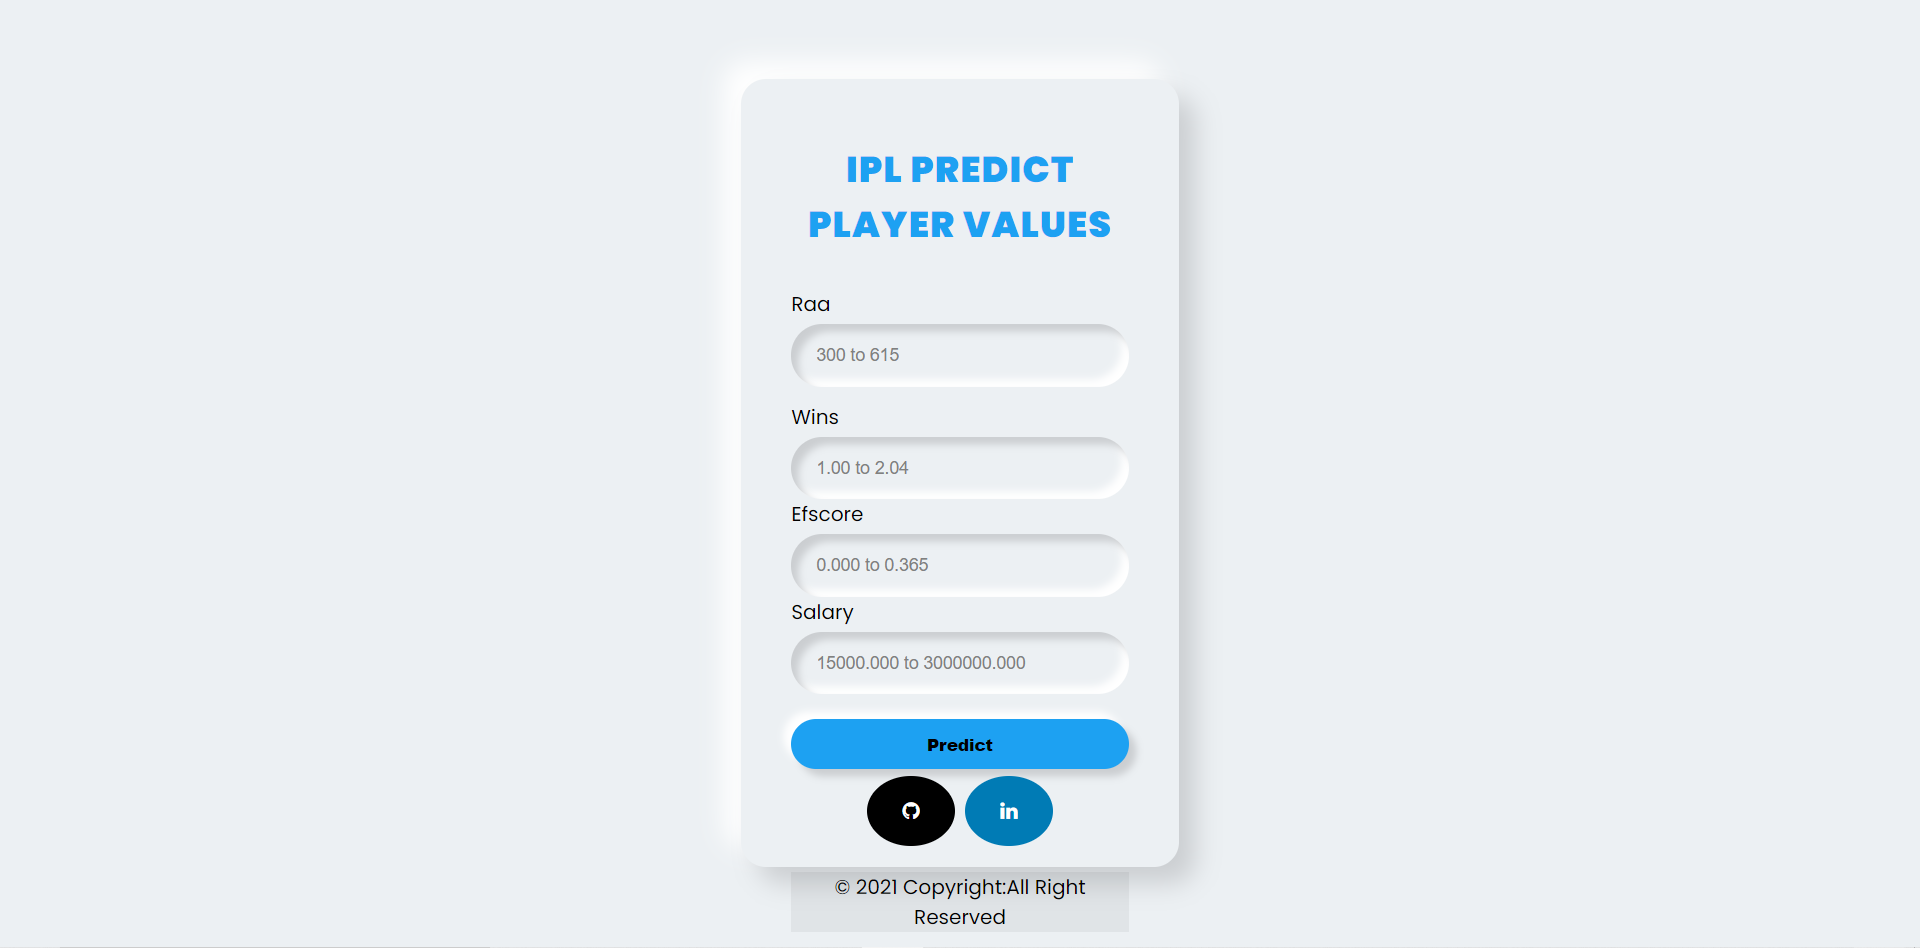 IPL PREDICT
PLAYER VALUES
Raa
300 to 615
Wins
1.00 to 2.04
Efscore
0.000 to 0.365
Salary
15000.000 to 3000000.000
Predict
in
© 2021 Copyright:All Right
Reserved